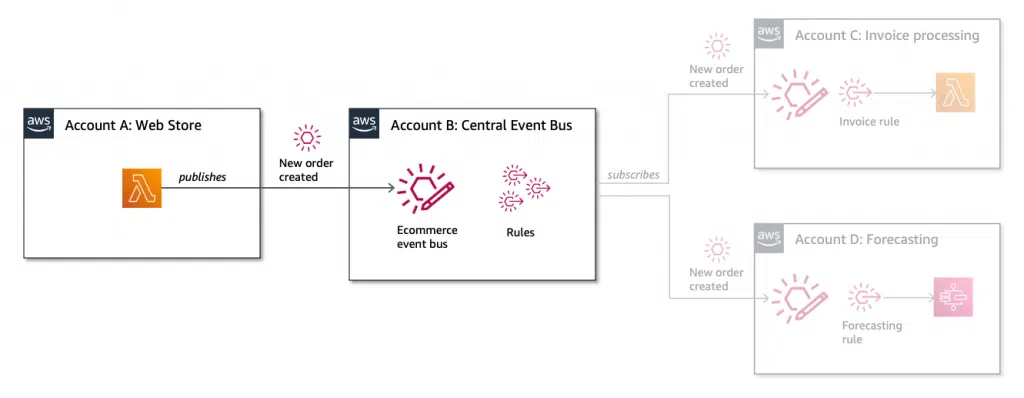 aws
Account A: Web Store
publishes
New order
created
aws
Account B: Central Event Bus
Ecommerce
event bus
Rules
subscribes
New order
created
aws
Account C: Invoice processing
Invoice rule
New order
created
aws
Account D: Forecasting
Forecasting
rule